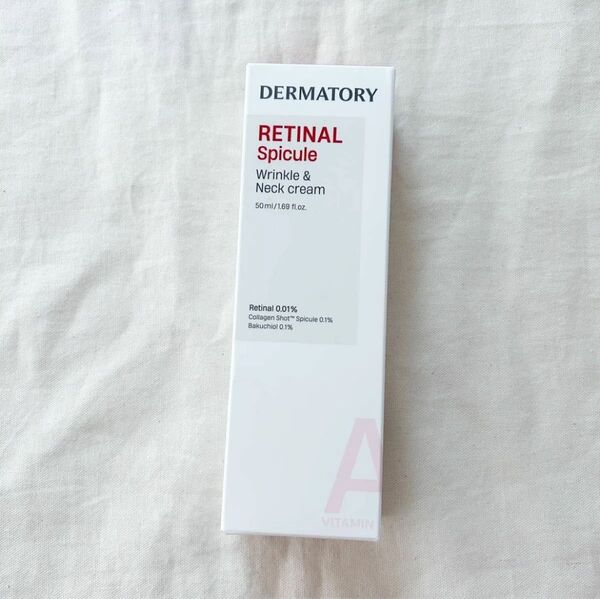 DERMATORY
RETINAL
Spicule
Wrinkle &
Neck cream
50ml/1.69 fl.oz.
Retinal 0.01%
Collagen Shot™ Spicule 0.1%
Bakuchiol 0.1%
A
VITAMIN